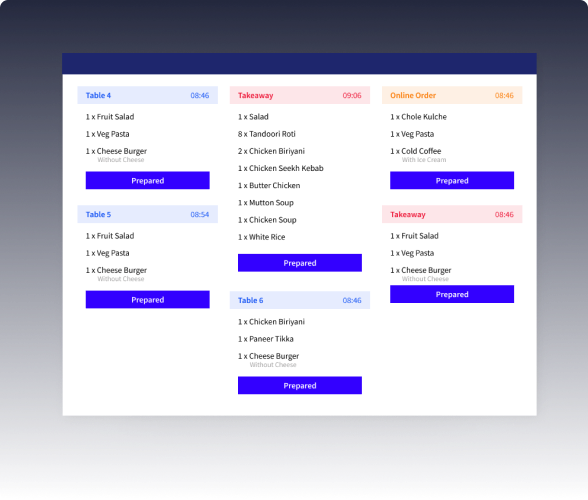 Table 4 08:46
1 x Fruit Salad
1 x Veg Pasta
1 x Cheese Burger
Without Cheese
Prepared
Table 5 08:54
1 x Fruit Salad
1 x Veg Pasta
1 x Cheese Burger
Without Cheese
Prepared
Takeaway 09:06
1 x Salad
8 x Tandoori Roti
2 x Chicken Biriyani
1 x Chicken Seekh Kebab
1 x Butter Chicken
1 x Mutton Soup
1 x Chicken Soup
1 x White Rice
Prepared
Table 6 08:46
1 x Chicken Biriyani
1 x Paneer Tikka
1 x Cheese Burger
Without Cheese
Prepared
Online Order 08:46
1 x Chole Kulche
1 x Veg Pasta
1 x Cold Coffee
With Ice Cream
Prepared
Takeaway 08:46
1 x Fruit Salad
1 x Veg Pasta
1 x Cheese Burger
Without Cheese
Prepared